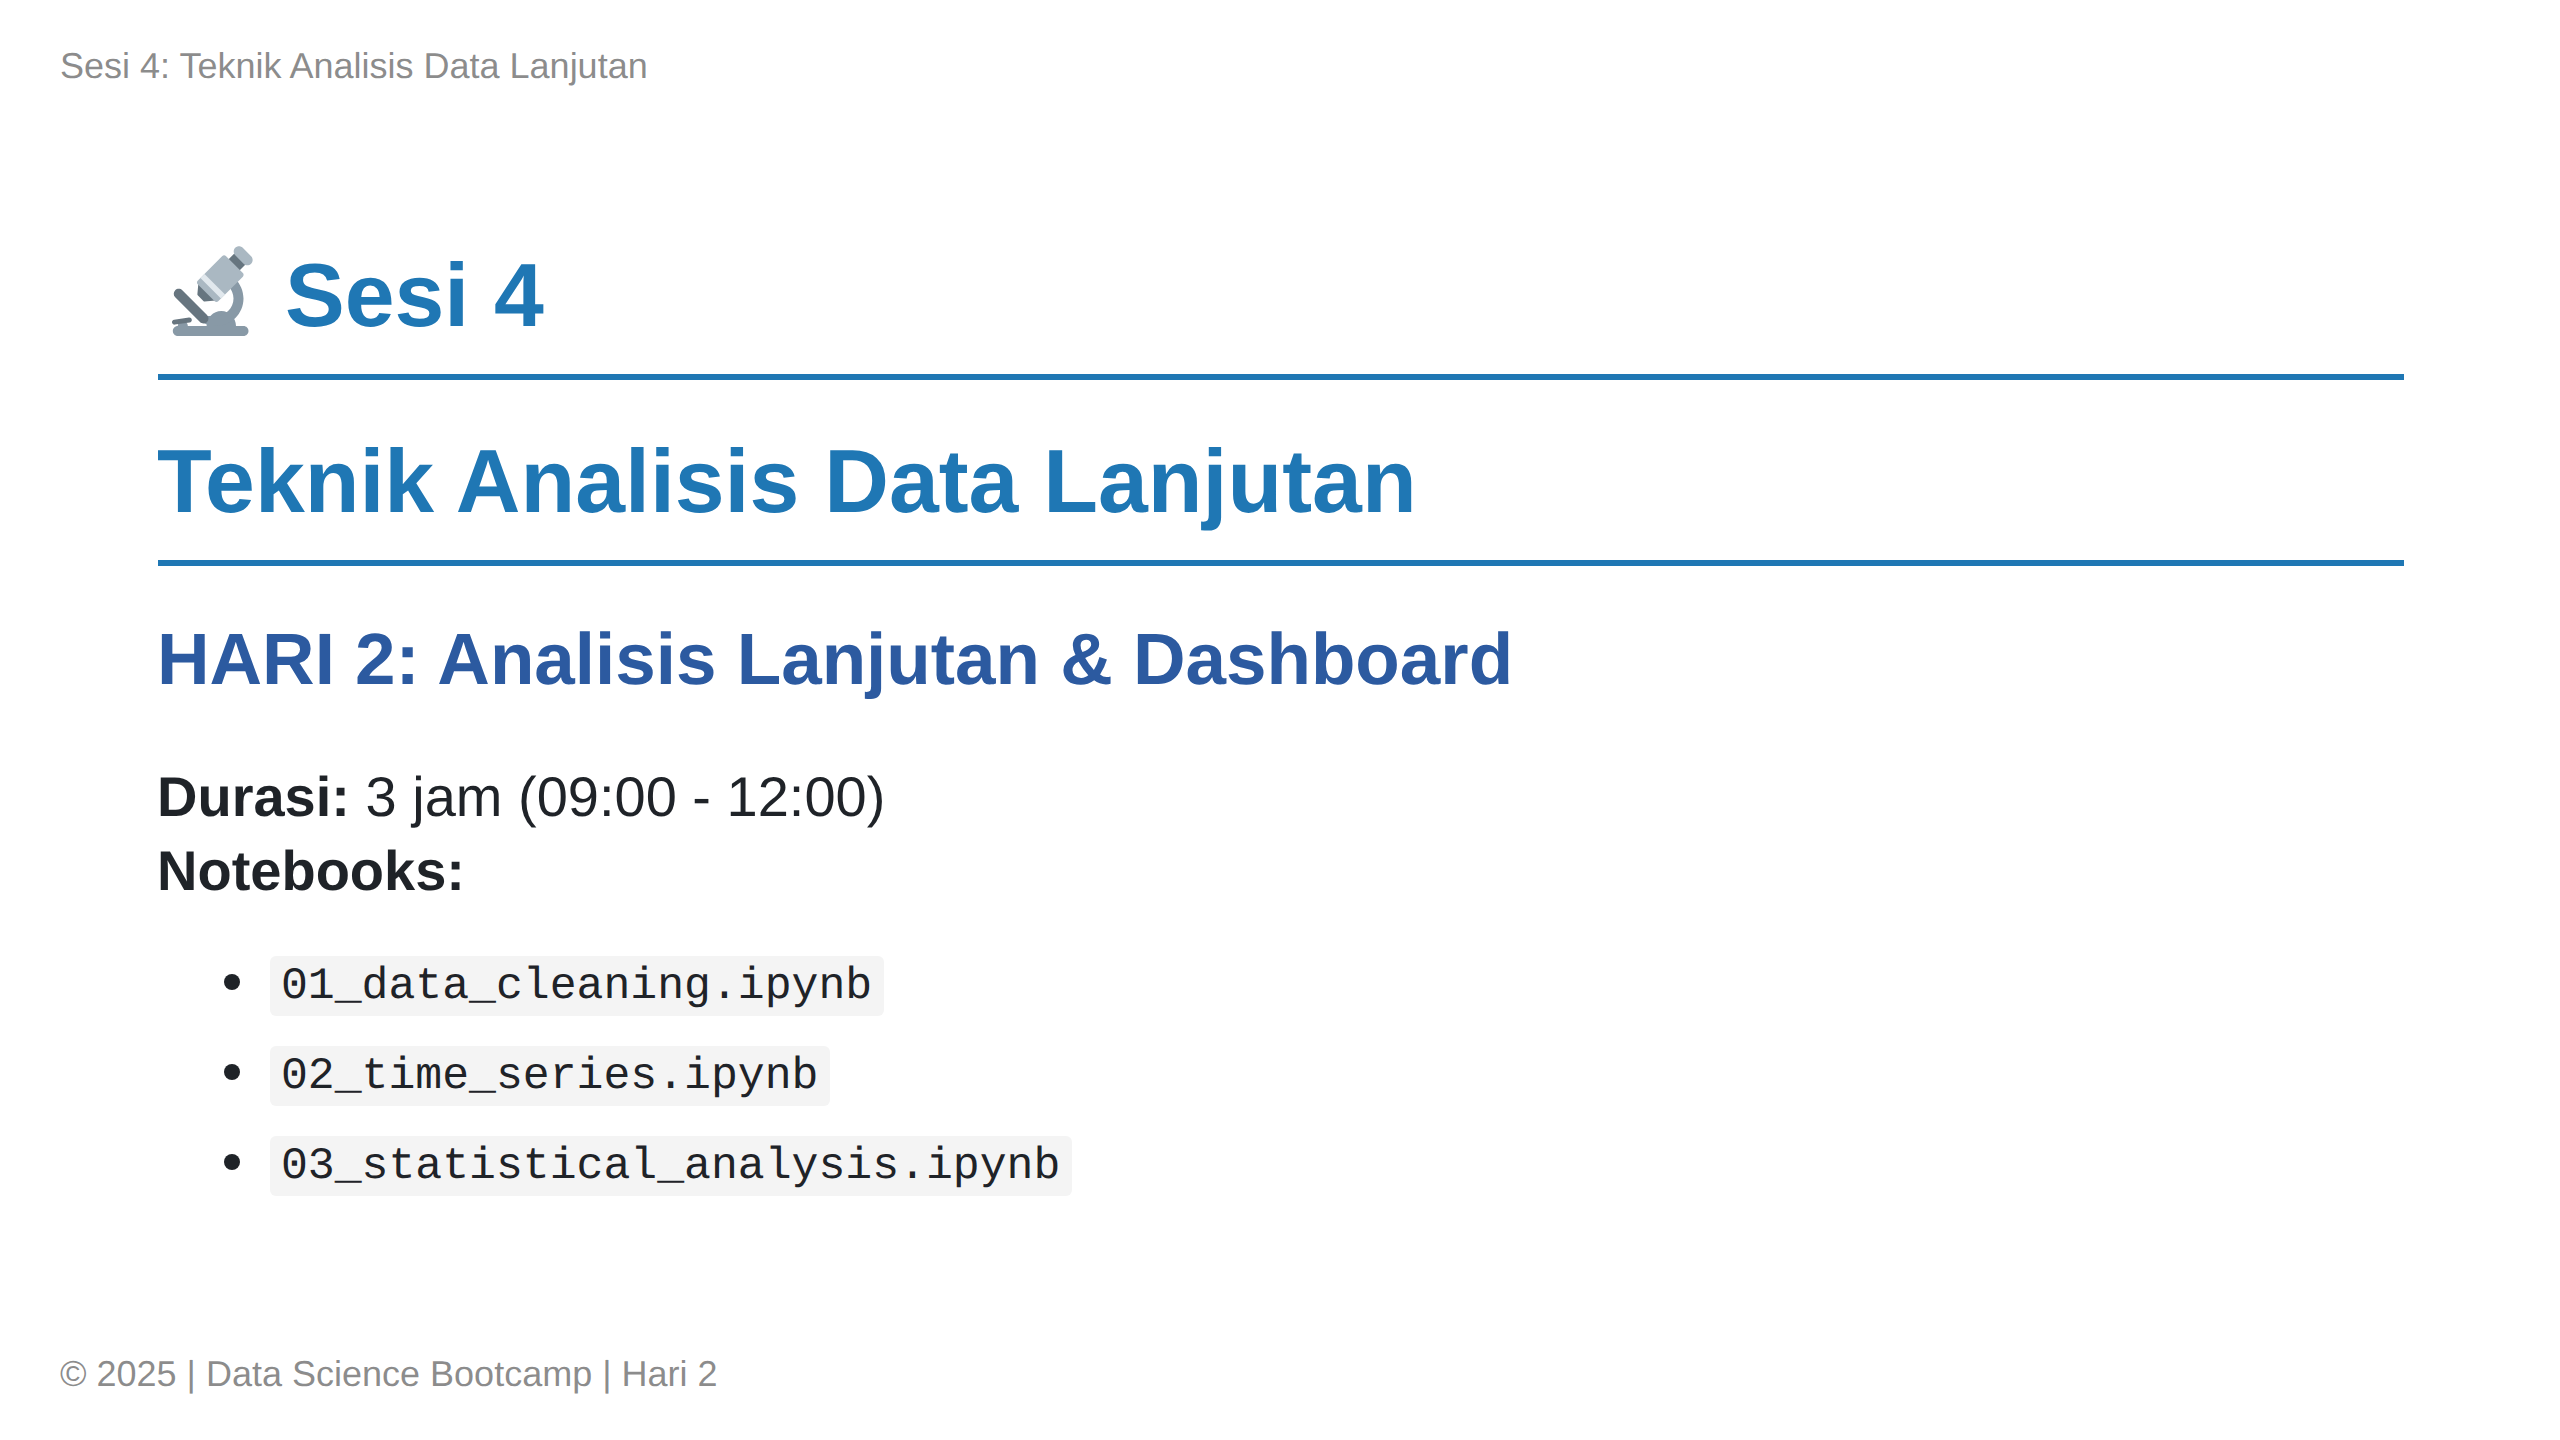 Sesi 4: Teknik Analisis Data Lanjutan
Sesi 4
Teknik Analisis Data Lanjutan
HARI 2: Analisis Lanjutan & Dashboard
Durasi: 3 jam (09:00 - 12:00)
Notebooks:
01_data_cleaning.ipynb
02_time_series.ipynb
03_statistical_analysis.ipynb
© 2025 | Data Science Bootcamp | Hari 2